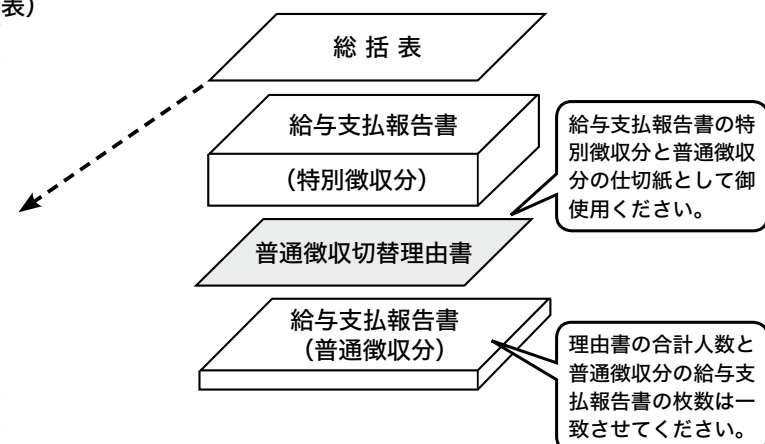 表）
総 括 表
給与支払報告書
（特別徴収分）
給与支払報告書の特
別徴収分と普通徴収
分の仕切紙として御
使用ください。
普通徴収切替理由書
給与支払報告書
（普通徴収分）
理由書の合計人数と
普通徴収分の給与支
払報告書の枚数は一
致させてください。